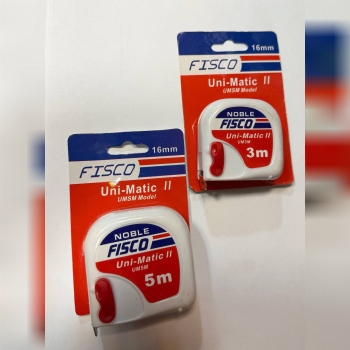 16mm
FISCO
Uni-Matic II
UMSM Model
NOBLE
FISCO
Uni-Matic II
UMSM
3m
16mm
FISCO
Uni-Matic II
UMSM Model
NOBLE
FISCO
Uni-Matic II
UMSM
5m